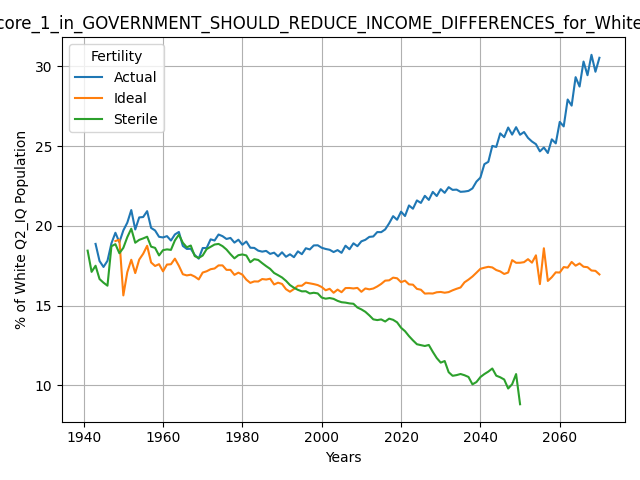 core_1_in_GOVERNMENT_SHOULD_REDUCE_INCOME_DIFFERENCES_for_White
Fertility
Actual
Ideal
Sterile
30
25
20
15
10
% of White Q2_IQ Population
1940 1960 1980 2000 2020 2040 2060
Years